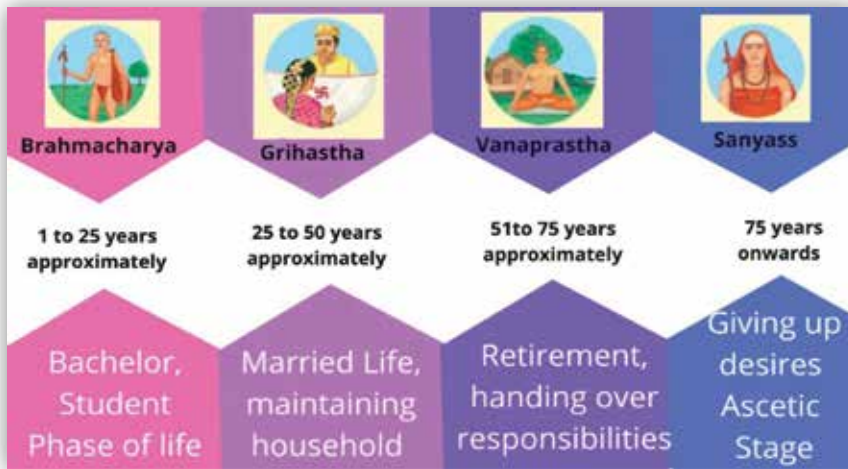 Brahmacharya
1 to 25 years
approximately
Bachelor,
Student
Phase of life
Grihastha
25 to 50 years
approximately
Married Life,
maintaining
household
Vanaprastha
51to 75 years
approximately
Retirement,
handing over
responsibilities
Sanyass
75 years
onwards
Giving up
desires
Ascetic
Stage